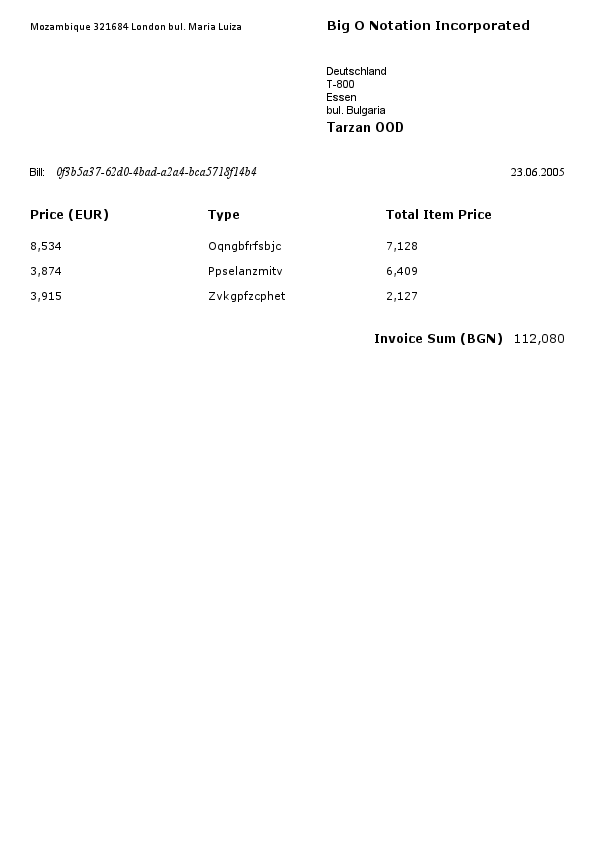 Mozambique 321684 London bul. Maria Luiza
Big O Notation Incorporated
Deutschland
T-800
Essen
bul. Bulgaria
Tarzan OOD
Bill: 0f3b5a37-62d0-4bad-a2a4-bca5718f14b4 23.06.2005
Price (EUR) Type Total Item Price
8,534 Oqngbfrfsbjc 7,128
3,874 Ppselanzmitv 6,409
3,915 Zvkgpfzcphet 2,127
Invoice Sum (BGN) 112,080